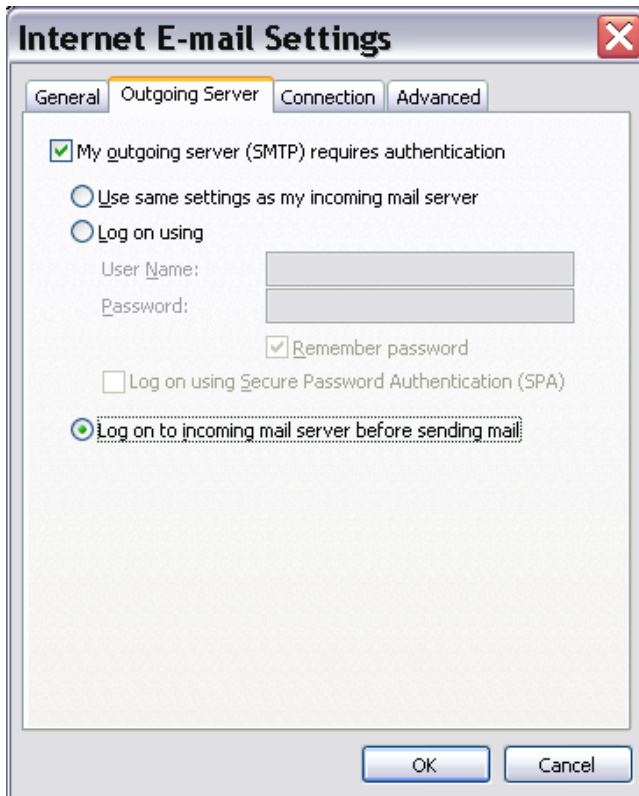 Internet E-mail Settings
General Outgoing Server Connection Advanced
My outgoing server (SMTP) requires authentication
Use same settings as my incoming mail server
Log on using
User Name:
Password:
Remember password
Log on using Secure Password Authentication (SPA)
Log on to incoming mail server before sending mail
OK Cancel